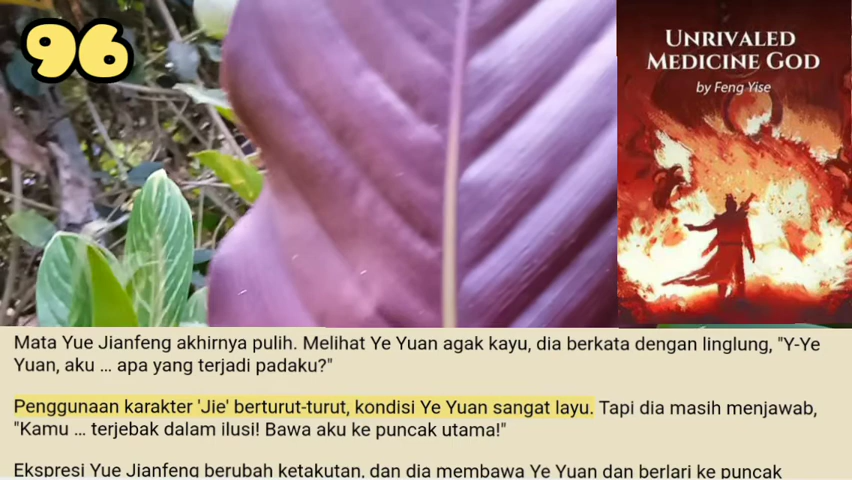 96
UNRIVALED
MEDICINE GOD
by Feng Yise
Mata Yue Jianfeng akhirnya pulih. Melihat Ye Yuan agak kayu, dia berkata dengan linglung, "Y-Ye
Yuan, aku ... apa yang terjadi padaku?"
Penggunaan karakter 'Jie' berturut-turut, kondisi Ye Yuan sangat layu. Tapi dia masih menjawab,
"Kamu ... terjebak dalam ilusi! Bawa aku ke puncak utama!"
Ekspresi Yue Jianfeng berubah ketakutan, dan dia membawa Ye Yuan dan berlari ke puncak